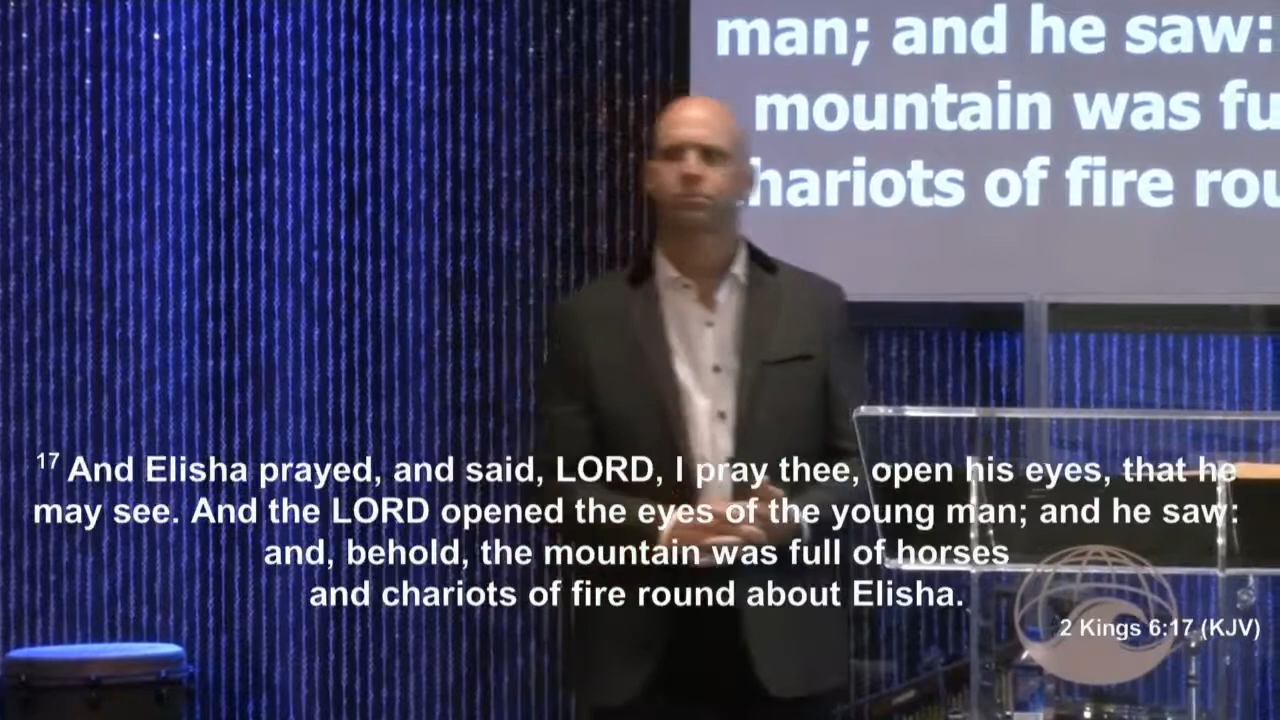 man; and he saw:
mountain was fu
hariots of fire rou
17 And Elisha prayed, and said, LORD, I pray thee, open his eyes, that he
may see. And the LORD opened the eyes of the young man; and he saw:
and, behold, the mountain was full of horses
and chariots of fire round about Elisha.
2 Kings 6:17 (KJV)